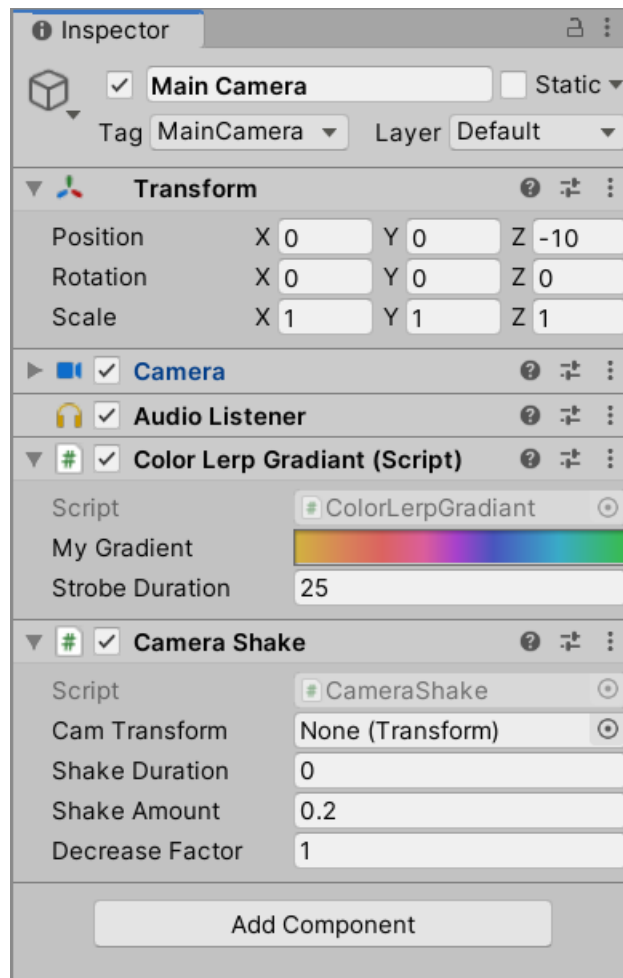 Inspector
Main Camera Static
Tag MainCamera Layer Default
Transform
Position X 0 Y 0 Z -10
Rotation X 0 Y 0 Z 0
Scale X 1 Y 1 Z 1
Camera
Audio Listener
# Color Lerp Gradiant (Script)
Script # ColorLerpGradiant
My Gradient
Strobe Duration 25
# Camera Shake
Script # CameraShake
Cam Transform None (Transform)
Shake Duration 0
Shake Amount 0.2
Decrease Factor 1
Add Component